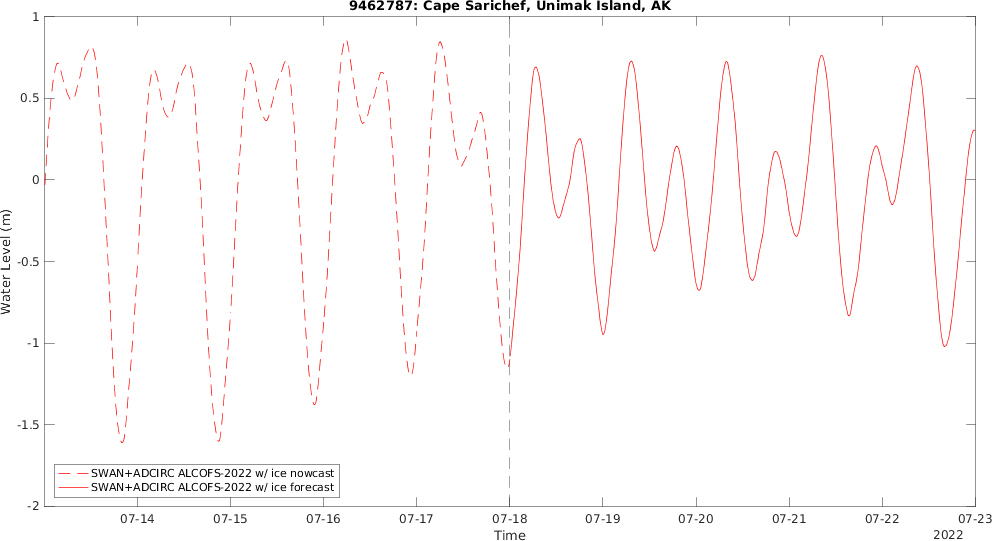 9462787: Cape Sarichef, Unimak Island, AK
1
0.5
0
-0.5
-1
-1.5
-2
Water Level (m)
SWAN+ADCIRC ALCOFS-2022 w/ ice nowcast
SWAN+ADCIRC ALCOFS-2022 w/ ice forecast
07-14 07-15 07-16 07-17 07-18 07-19 07-20 07-21 07-22 07-23
Time
2022